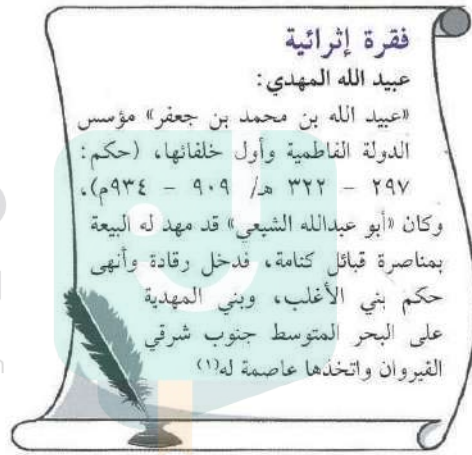 فقرة إثرائية
عبيد الله المهدي:
«عبيد الله بن محمد بن جعفر» مؤسس
الدولة الفاطمية وأول خلفائها، (حكم:
٢٩٧ – ٣٢٢ هـ/ ٩٠٩ – ٩٣٤م)،
وكان «أبو عبدالله الشيعي» قد مهد له البيعة
بمناصرة قبائل كتامة، فدخل رقادة وأنهى
حكم بني الأغلب، وبني المهدية
على البحر المتوسط جنوب شرقي
القيروان واتخذها عاصمة له(١)